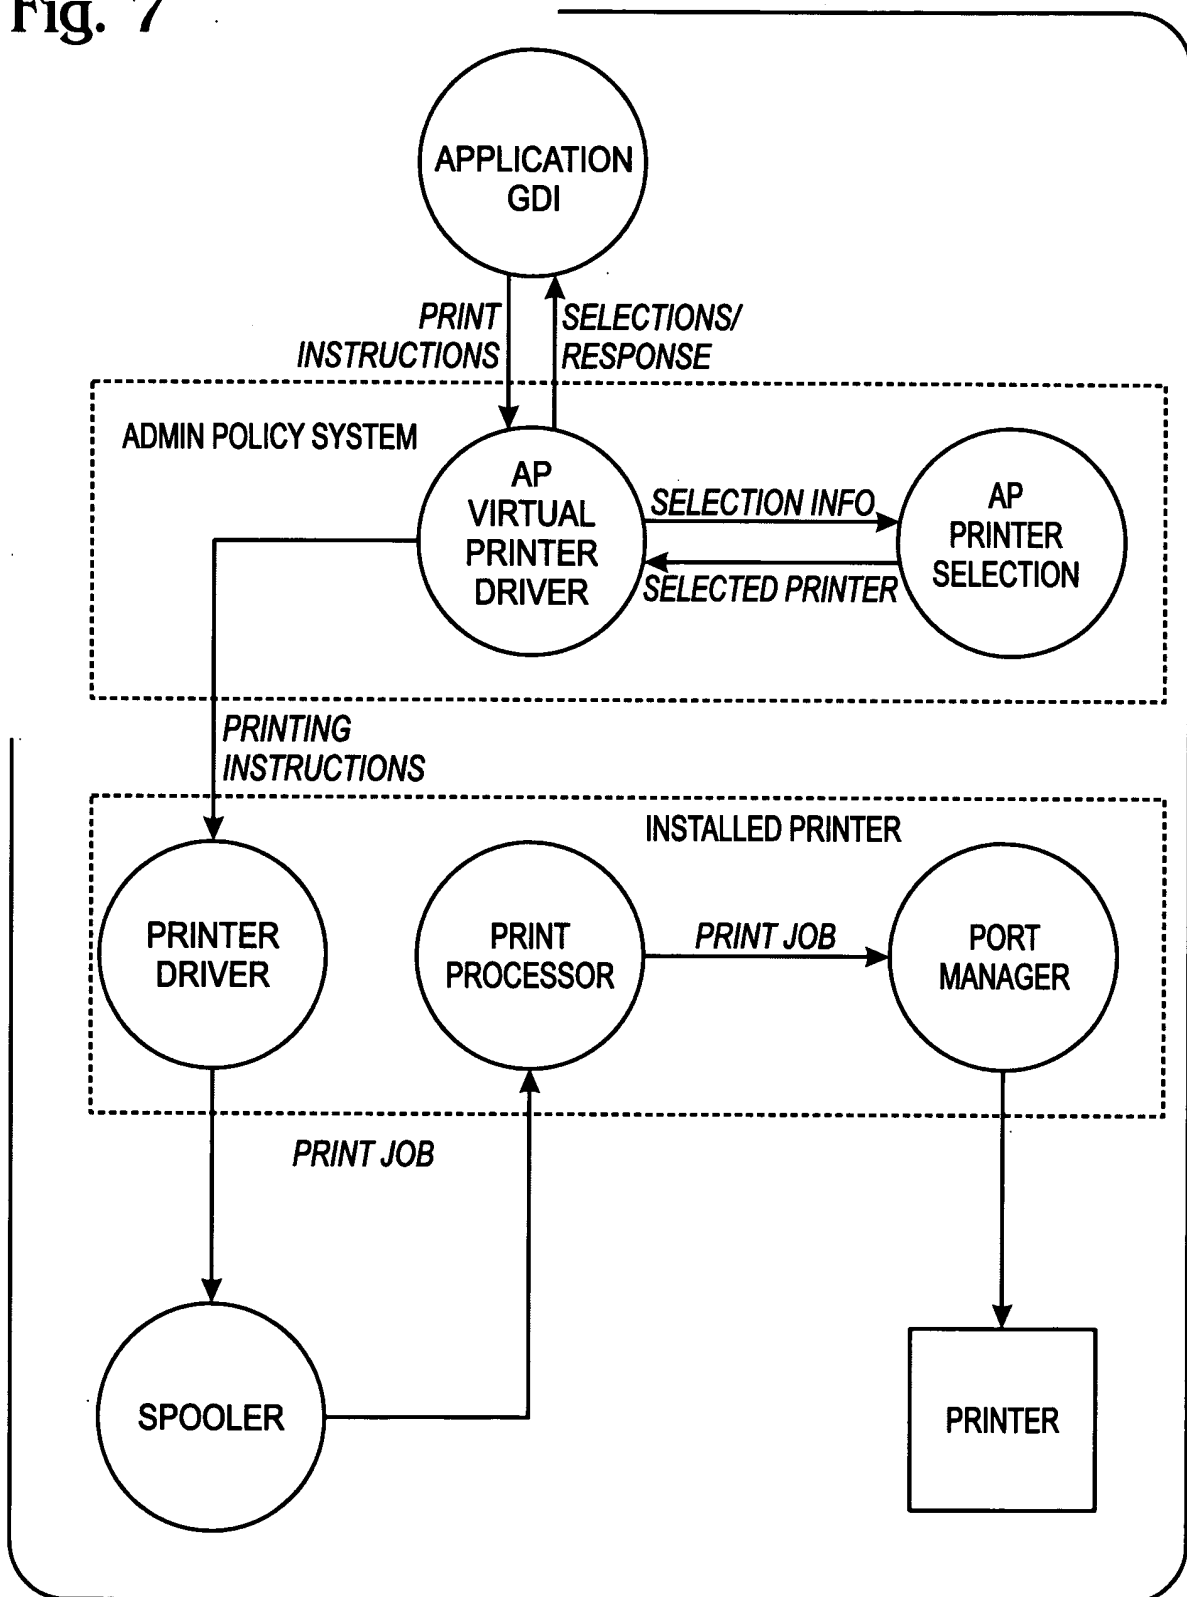 Fig. 7
APPLICATION
GDI
PRINT
INSTRUCTIONS
SELECTIONS/
RESPONSE
ADMIN POLICY SYSTEM
AP
VIRTUAL
PRINTER
DRIVER
SELECTION INFO
SELECTED PRINTER
AP
PRINTER
SELECTION
PRINTING
INSTRUCTIONS
INSTALLED PRINTER
PRINTER
DRIVER
PRINT
PROCESSOR
PRINT JOB
PORT
MANAGER
PRINT JOB
SPOOLER
PRINTER